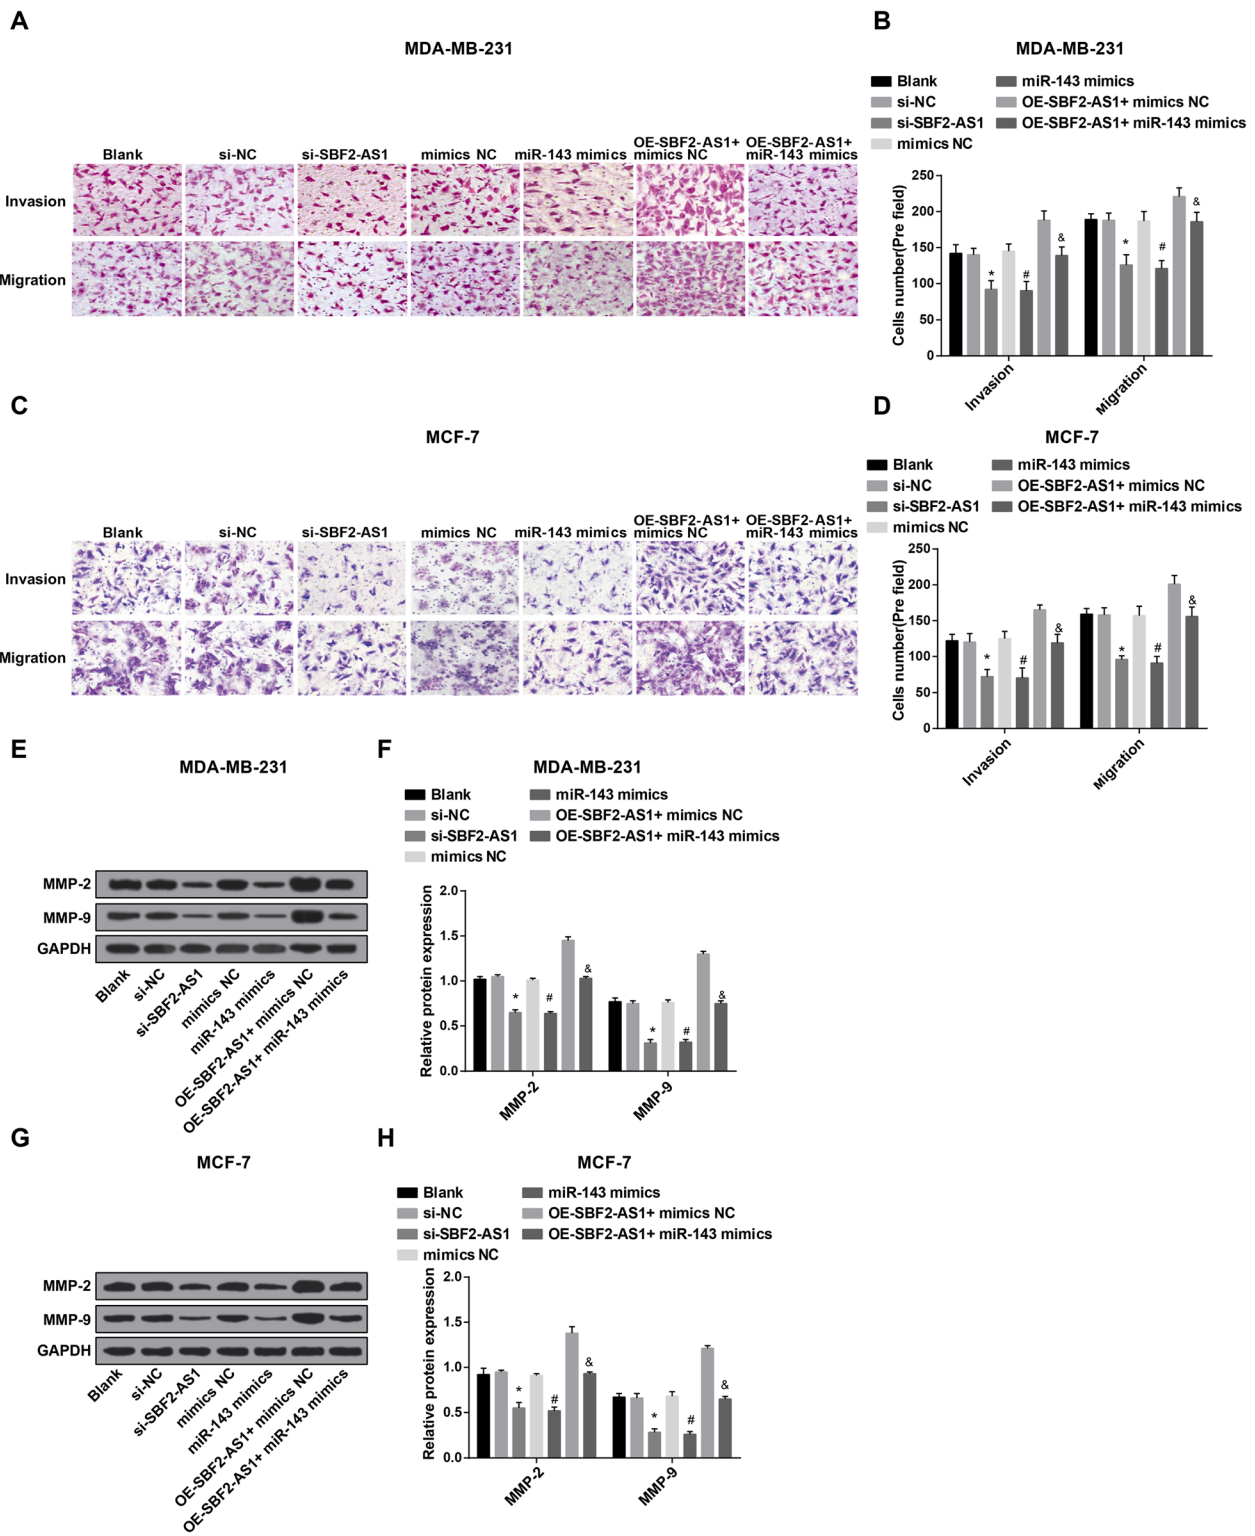 A
MDA-MB-231
Blank
si-NC
si-SBF2-AS1
mimics NC
miR-143 mimics
OE-SBF2-AS1+
mimics NC
OE-SBF2-AS1+
miR-143 mimics
Invasion
Migration
B
MDA-MB-231
Blank
si-NC
si-SBF2-AS1
mimics NC
miR-143 mimics
OE-SBF2-AS1+ mimics NC
OE-SBF2-AS1+ miR-143 mimics
Cells number(Pre field)
250
200
150
100
50
0
*
#
&
*
#
&
Invasion
Migration
C
MCF-7
Blank
si-NC
si-SBF2-AS1
mimics NC
miR-143 mimics
OE-SBF2-AS1+
mimics NC
OE-SBF2-AS1+
miR-143 mimics
Invasion
Migration
D
MCF-7
Blank
si-NC
si-SBF2-AS1
mimics NC
miR-143 mimics
OE-SBF2-AS1+ mimics NC
OE-SBF2-AS1+ miR-143 mimics
Cells number(Pre field)
250
200
150
100
50
0
*
#
&
*
#
&
Invasion
Migration
E
MDA-MB-231
MMP-2
MMP-9
GAPDH
Blank
si-NC
si-SBF2-AS1
mimics NC
miR-143 mimics
OE-SBF2-AS1+ mimics NC
OE-SBF2-AS1+ miR-143 mimics
F
MDA-MB-231
Blank
si-NC
si-SBF2-AS1
mimics NC
miR-143 mimics
OE-SBF2-AS1+ mimics NC
OE-SBF2-AS1+ miR-143 mimics
Relative protein expression
2.0
1.5
1.0
0.5
0.0
*
#
&
*
#
&
MMP-2
MMP-9
G
MCF-7
MMP-2
MMP-9
GAPDH
Blank
si-NC
si-SBF2-AS1
mimics NC
miR-143 mimics
OE-SBF2-AS1+ mimics NC
OE-SBF2-AS1+ miR-143 mimics
H
MCF-7
Blank
si-NC
si-SBF2-AS1
mimics NC
miR-143 mimics
OE-SBF2-AS1+ mimics NC
OE-SBF2-AS1+ miR-143 mimics
Relative protein expression
2.0
1.5
1.0
0.5
0.0
*
#
&
*
#
&
MMP-2
MMP-9